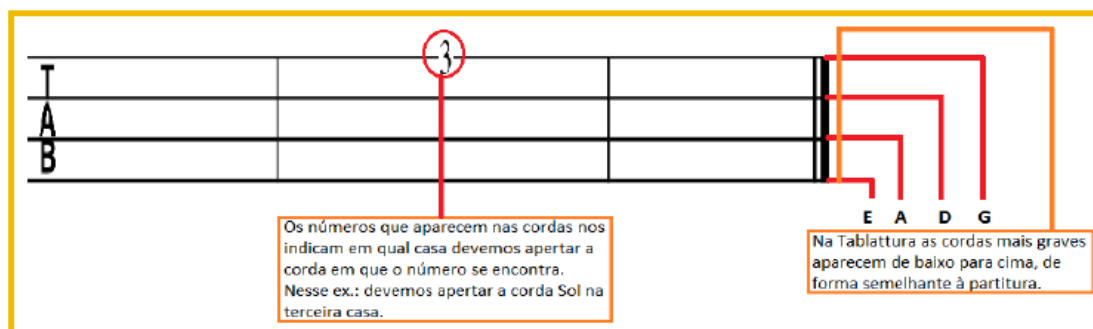 3
T
A
B
E A D G
Os números que aparecem nas cordas nos
indicam em qual casa devemos apertar a
corda em que o número se encontra.
Nesse ex.: devemos apertar a corda Sol na
terceira casa.
Na Tablattura as cordas mais graves
aparecem de baixo para cima, de
forma semelhante à partitura.